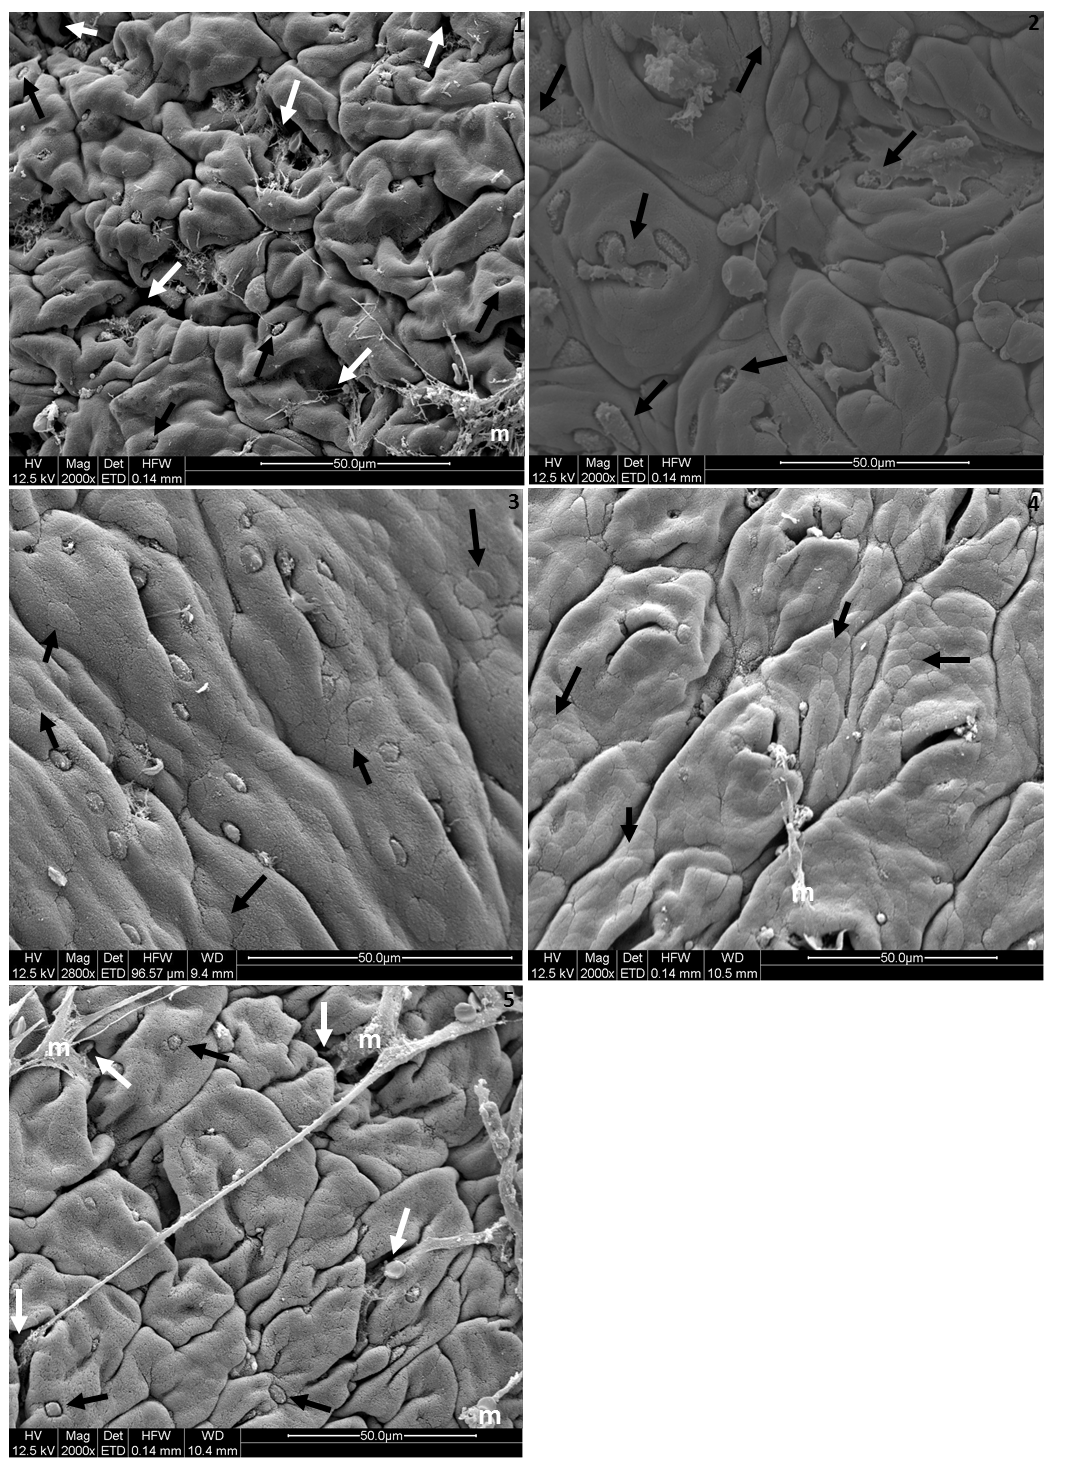 1
m
HV Mag Det HFW 50.0µm
12.5 kV 2000x ETD 0.14 mm
2
HV Mag Det HFW 50.0µm
12.5 kV 2000x ETD 0.14 mm
3
HV Mag Det HFW WD 50.0µm
12.5 kV 2800x ETD 96.57 µm 9.4 mm
4
m
HV Mag Det HFW WD 50.0µm
12.5 kV 2000x ETD 0.14 mm 10.5 mm
5
m m
m
HV Mag Det HFW WD 50.0µm
12.5 kV 2000x ETD 0.14 mm 10.4 mm